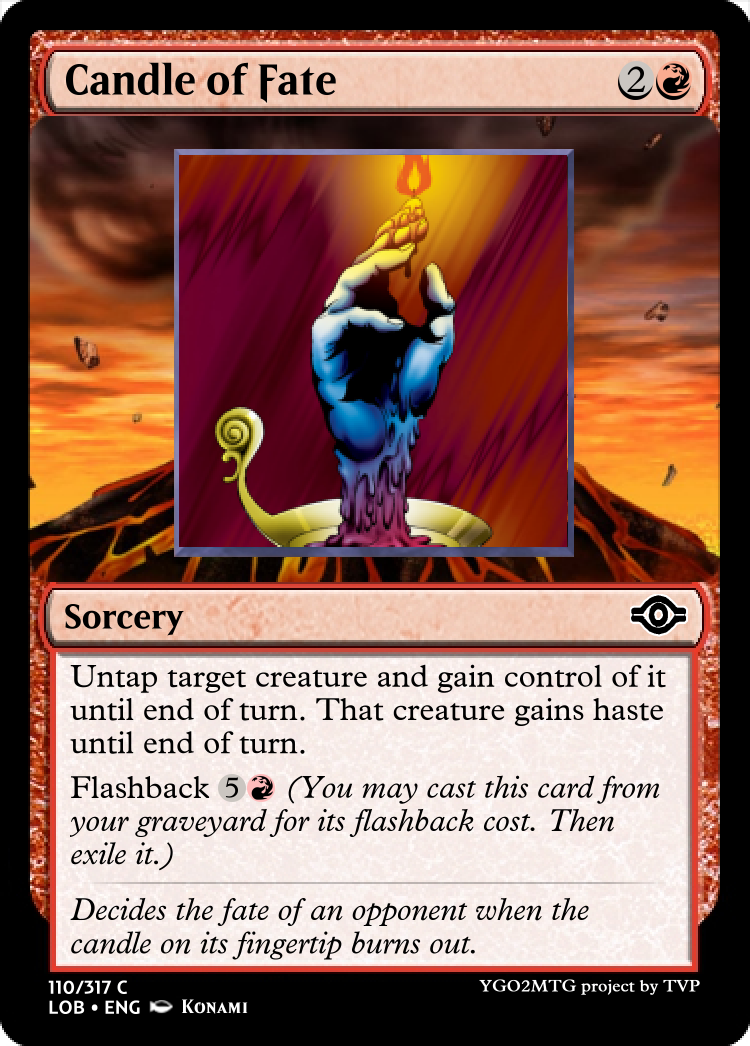 Candle of Fate 2
Sorcery
Untap target creature and gain control of it
until end of turn. That creature gains haste
until end of turn.
Flashback 5 (You may cast this card from
your graveyard for its flashback cost. Then
exile it.)
Decides the fate of an opponent when the
candle on its fingertip burns out.
110/317 C
LOB • ENG Konami
YGO2MTG project by TVP